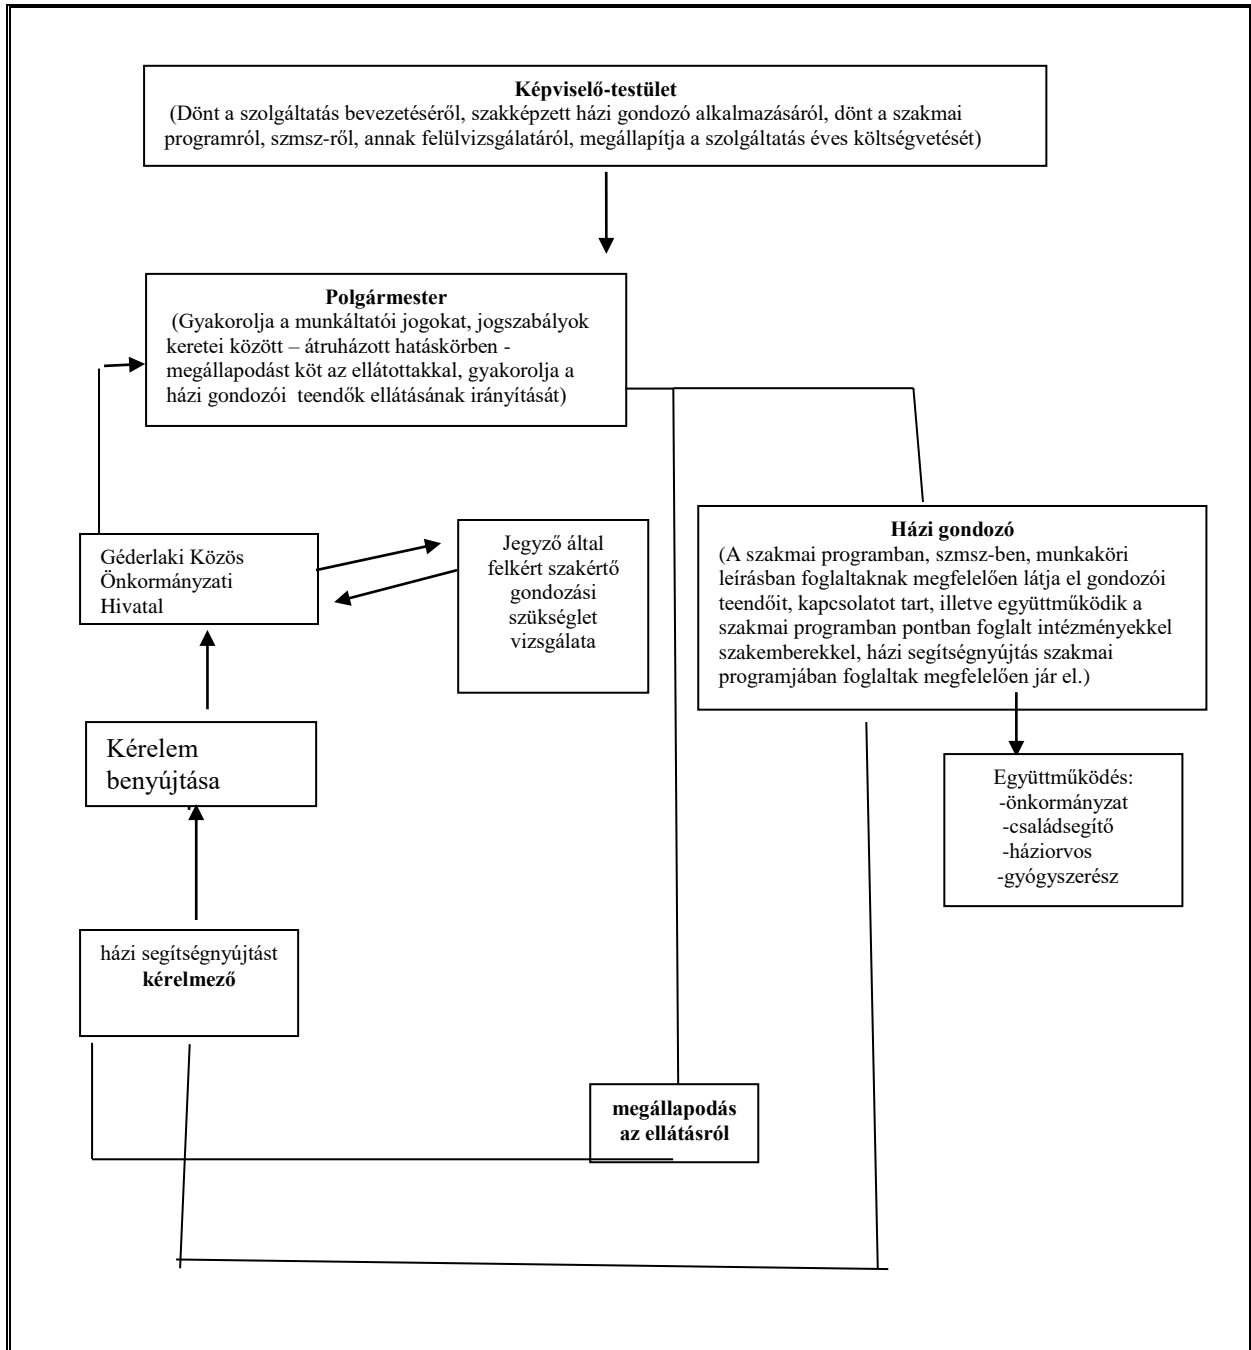 Képviselő-testület
(Dönt a szolgáltatás bevezetéséről, szakképzett házi gondozó alkalmazásáról, dönt a szakmai
programról, szmsz-ről, annak felülvizsgálatáról, megállapítja a szolgáltatás éves költségvetését)
Polgármester
(Gyakorolja a munkáltatói jogokat, jogszabályok
keretei között – átruházott hatáskörben -
megállapodást köt az ellátottakkal, gyakorolja a
házi gondozói teendők ellátásának irányítását)
Géderlaki Közös
Önkormányzati
Hivatal
Jegyző által
felkért szakértő
gondozási
szükséglet
vizsgálata
Házi gondozó
(A szakmai programban, szmsz-ben, munkaköri
leírásban foglaltaknak megfelelően látja el gondozói
teendőit, kapcsolatot tart, illetve együttműködik a
szakmai programban pontban foglalt intézményekkel
szakemberekkel, házi segítségnyújtás szakmai
programjában foglaltak megfelelően jár el.)
Kérelem
benyújtása
Együttműködés:
-önkormányzat
-családsegítő
-háziorvos
-gyógyszerész
házi segítségnyújtást
kérelmező
megállapodás
az ellátásról